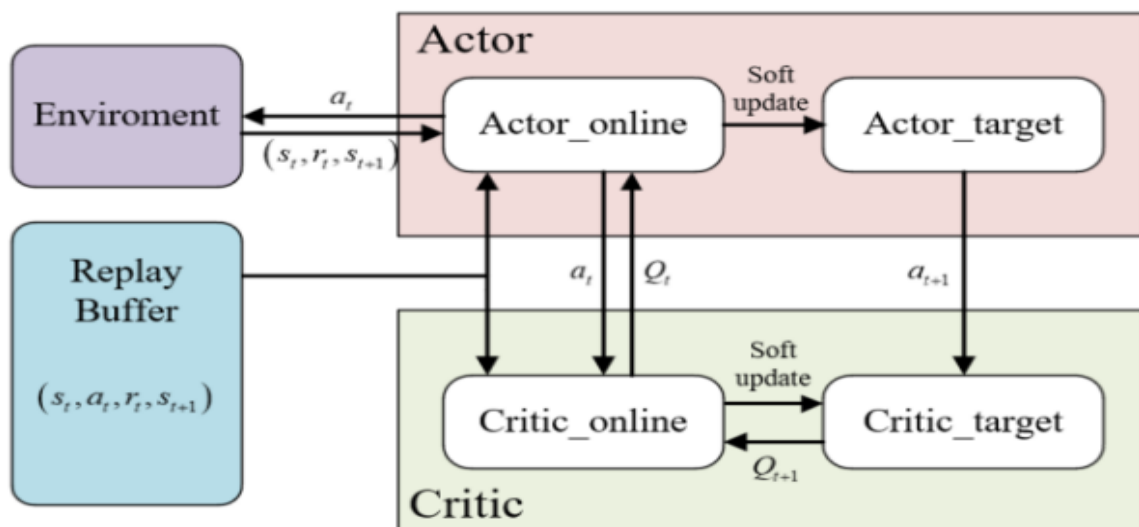 Actor
Enviroment
a_t
(s_t, r_t, s_{t+1})
Actor_online
Soft
update
Actor_target
Replay
Buffer
(s_t, a_t, r_t, s_{t+1})
a_t
Q_t
a_{t+1}
Critic_online
Soft
update
Q_{t+1}
Critic_target
Critic